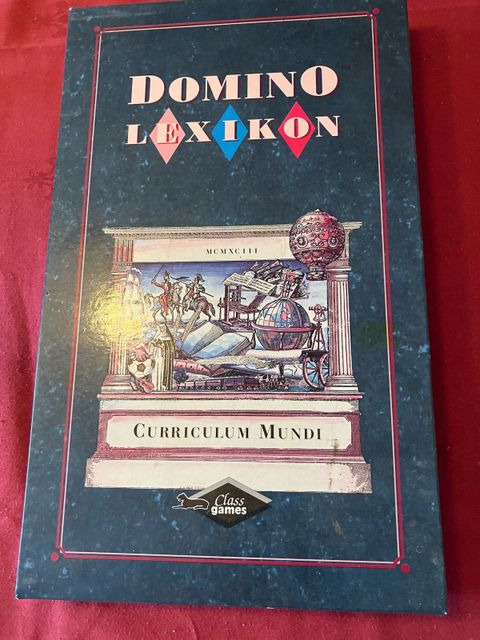 DOMINO
LEXIKON
MCMXCIII
CURRICULUM MUNDI
Class
games